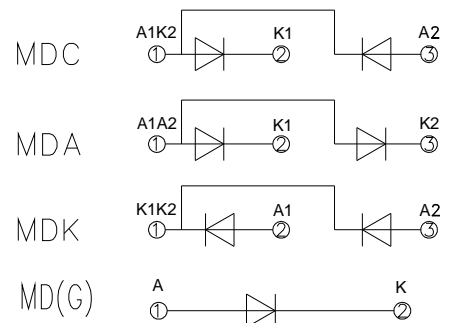 A1K2 K1 A2
MDC ① ② ③
A1A2 K1 K2
MDA ① ② ③
K1K2 A1 A2
MDK ① ② ③
A K
MD(G) ① ②